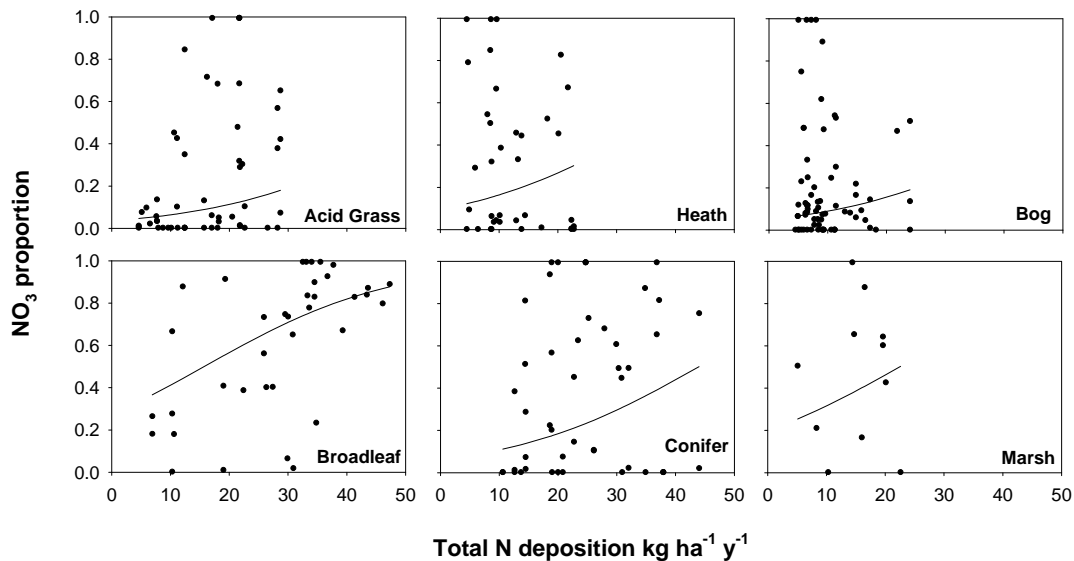 1.0
0.8
0.6
0.4
0.2
0.0
Acid Grass
Heath
Bog
1.0
0.8
0.6
0.4
0.2
0.0
Broadleaf
Conifer
Marsh
0 10 20 30 40 50
0 10 20 30 40 50
0 10 20 30 40 50
NO₃ proportion
Total N deposition kg ha⁻¹ y⁻¹